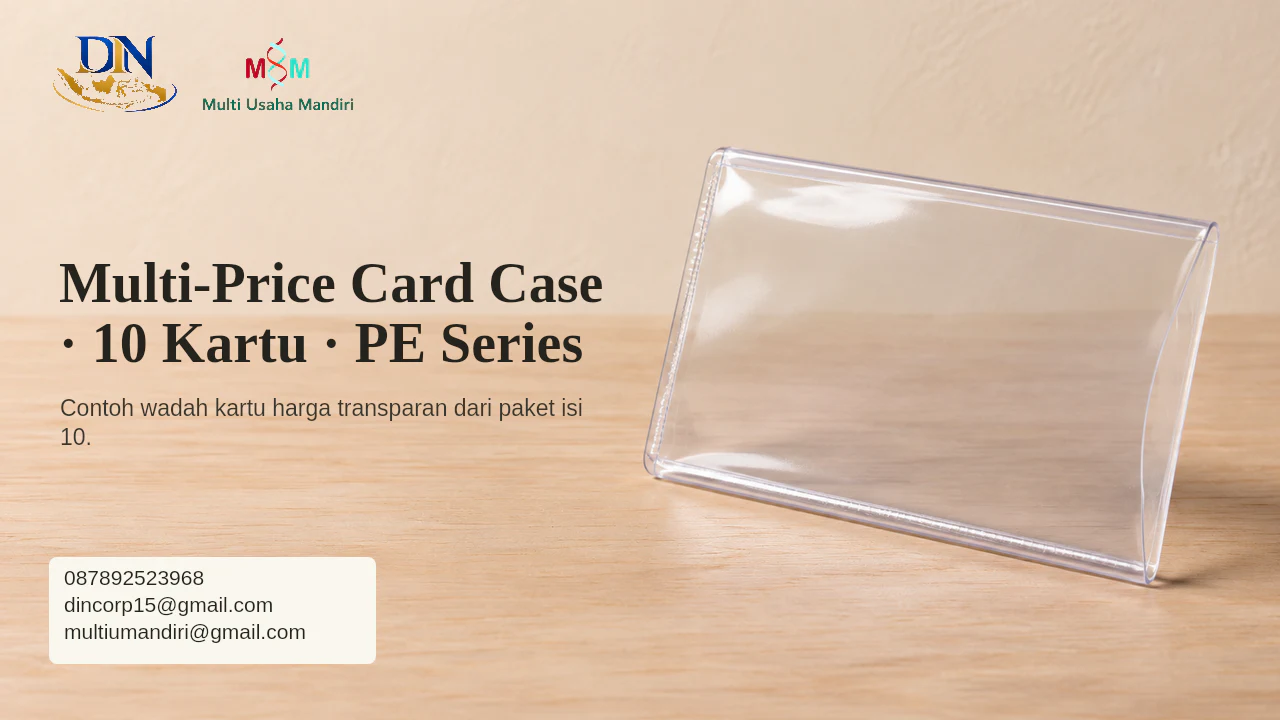 DIN
MSM
Multi Usaha Mandiri
Multi-Price Card Case
· 10 Kartu · PE Series
Contoh wadah kartu harga transparan dari paket isi
10.
087892523968
dincorp15@gmail.com
multiumandiri@gmail.com